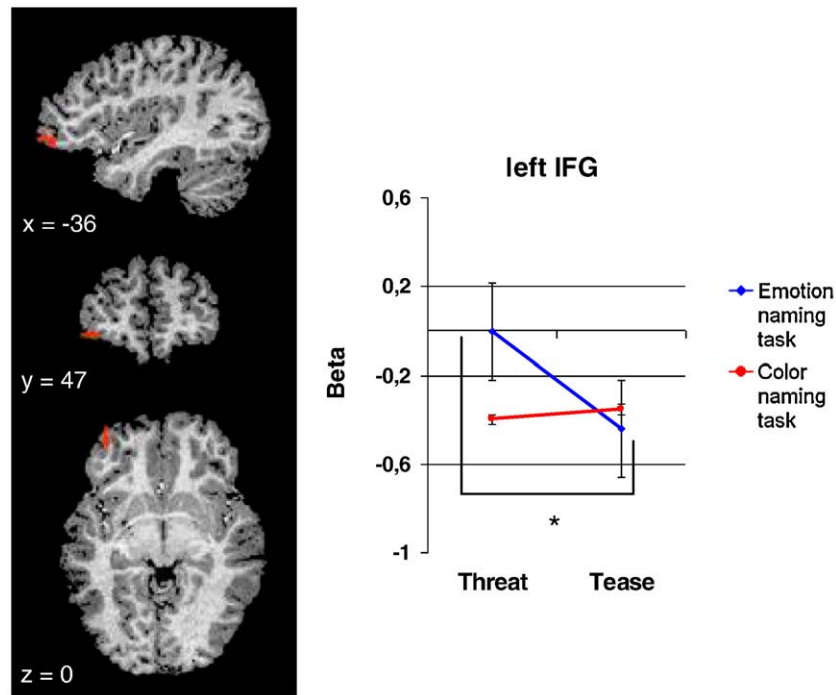 x = -36
y = 47
z = 0
left IFG
Beta
0,6
0,2
-0,2
-0,6
-1
Threat Tease
*
Emotion
naming
task
Color
naming
task